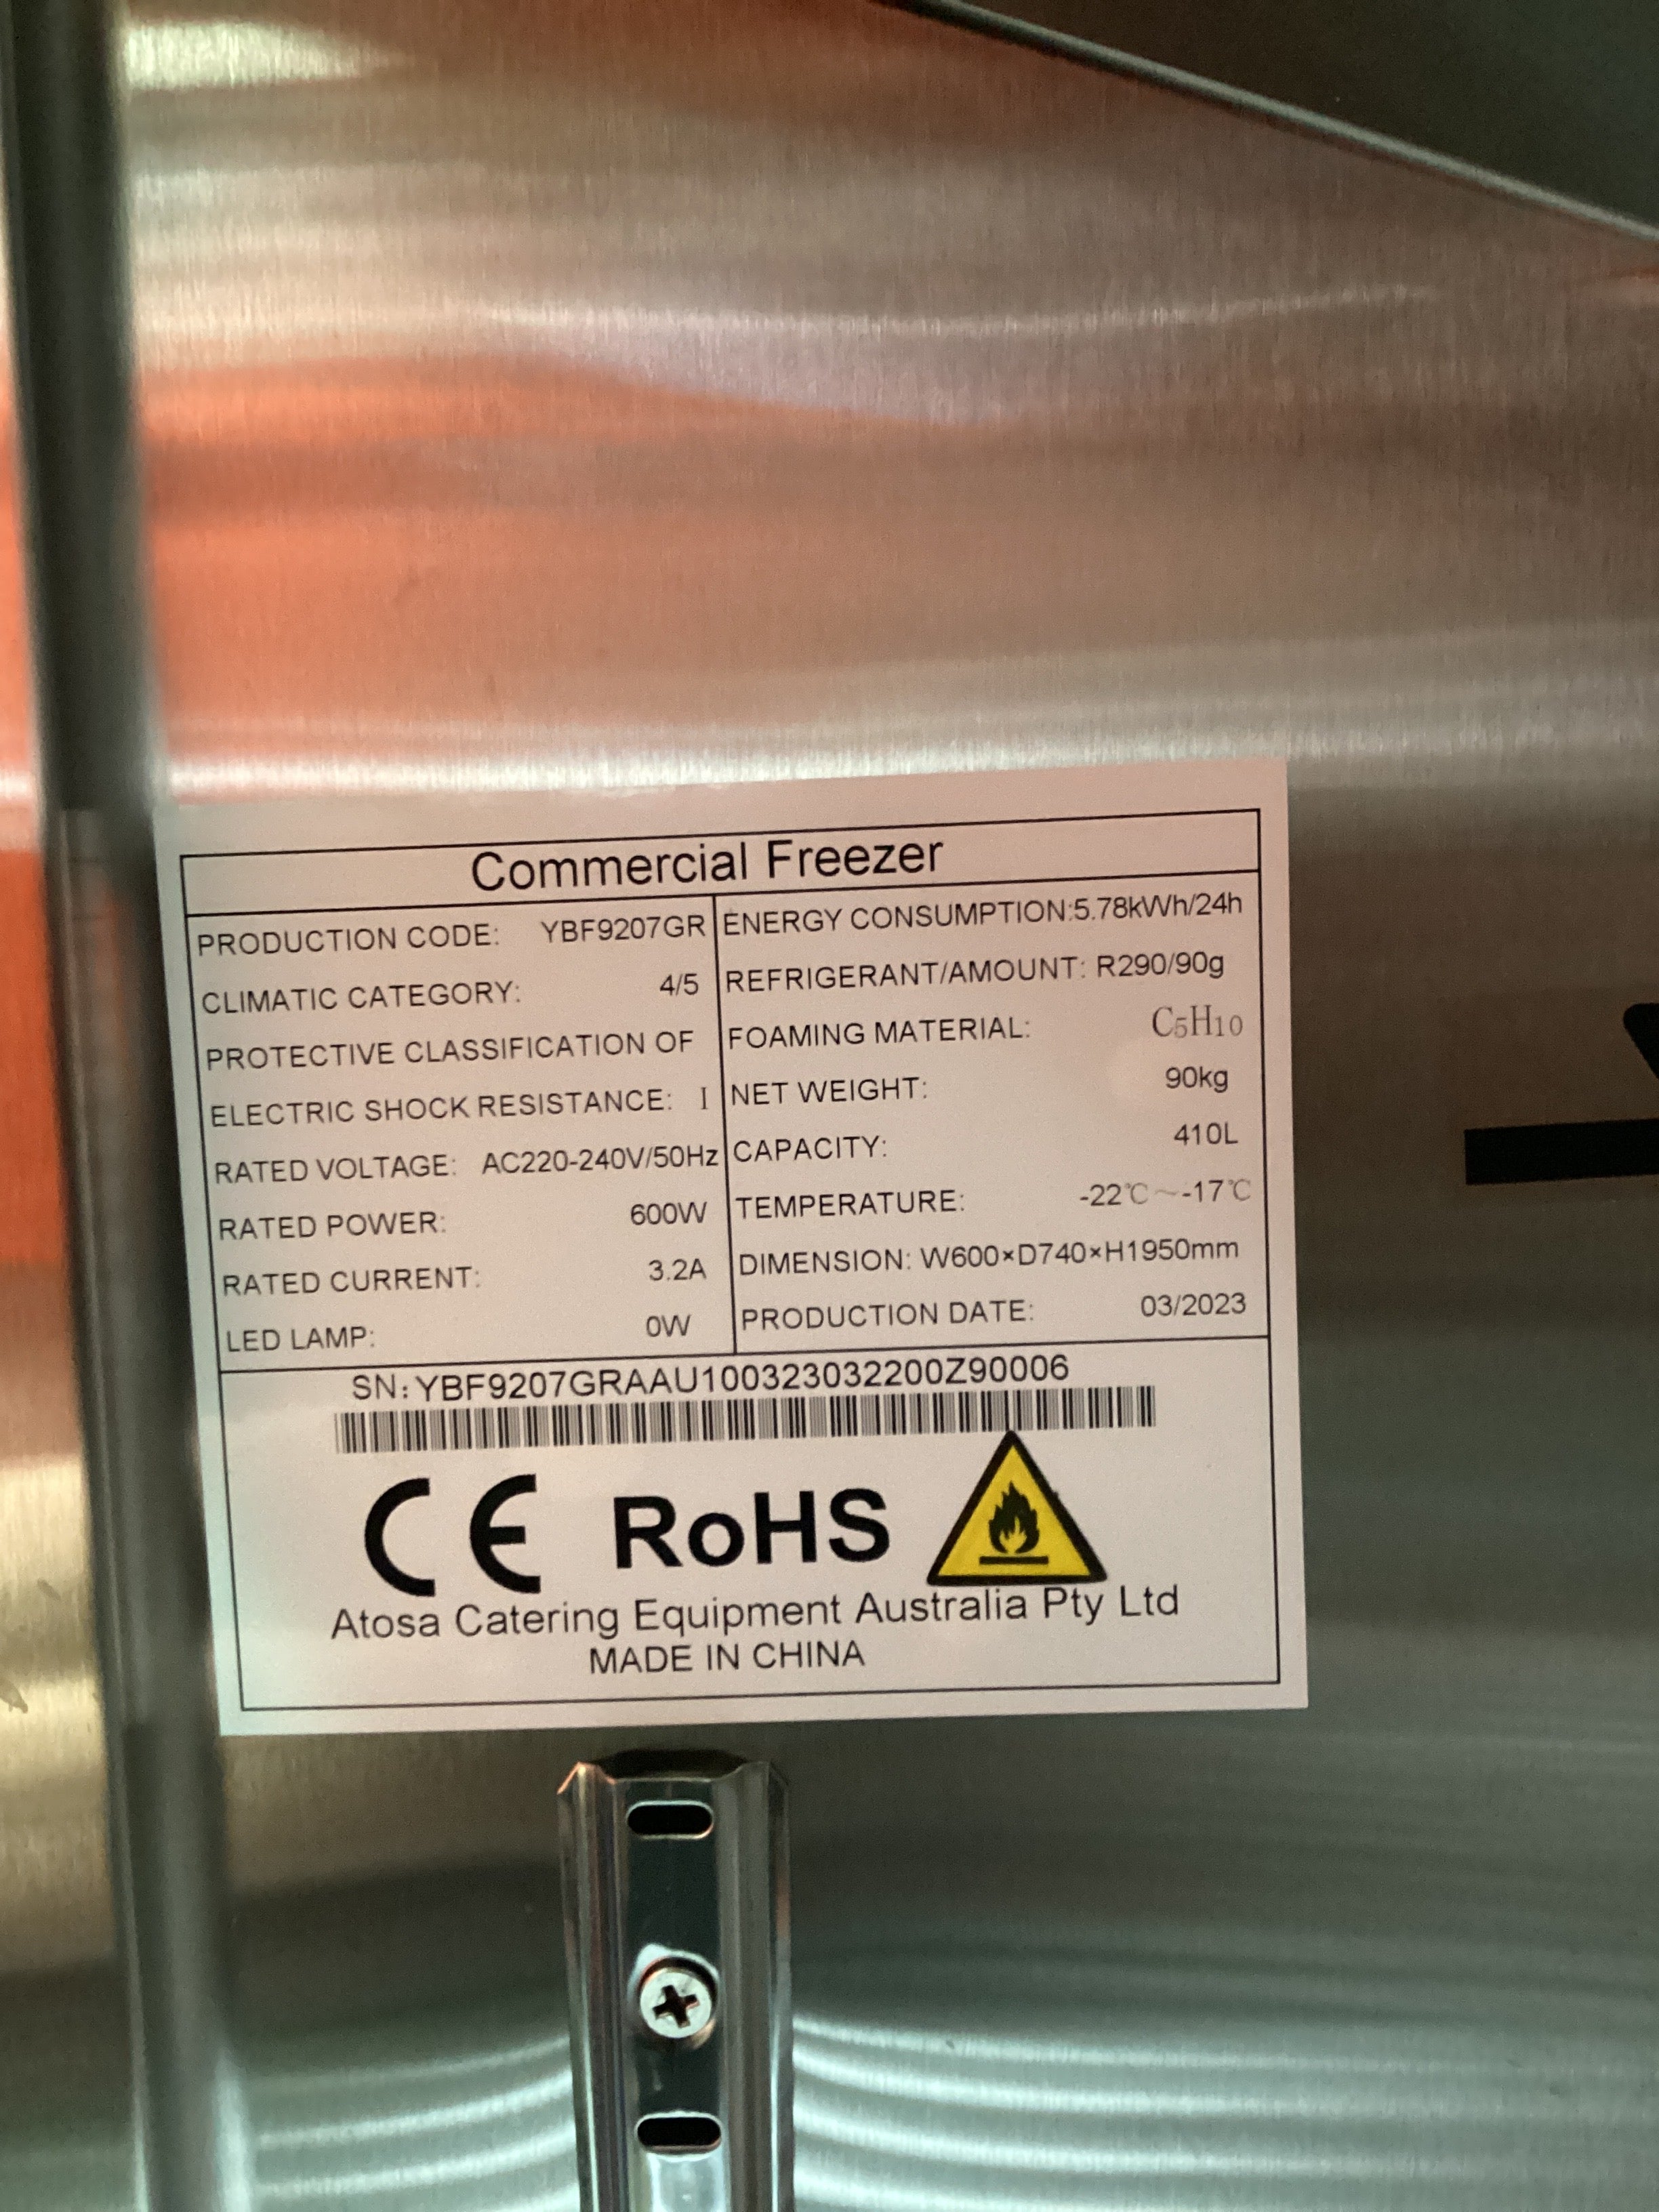 Commercial Freezer
PRODUCTION CODE: YBF9207GR
CLIMATIC CATEGORY: 4/5
PROTECTIVE CLASSIFICATION OF
ELECTRIC SHOCK RESISTANCE: I
RATED VOLTAGE: AC220-240V/50Hz
RATED POWER: 600W
RATED CURRENT: 3.2A
LED LAMP: 0W
ENERGY CONSUMPTION:5.78kWh/24h
REFRIGERANT/AMOUNT: R290/90g
FOAMING MATERIAL: C5H10
NET WEIGHT: 90kg
CAPACITY: 410L
TEMPERATURE: -22℃~-17℃
DIMENSION: W600×D740×H1950mm
PRODUCTION DATE: 03/2023
SN: YBF9207GRAAU100323032200Z90006
CE RoHS
Atosa Catering Equipment Australia Pty Ltd
MADE IN CHINA